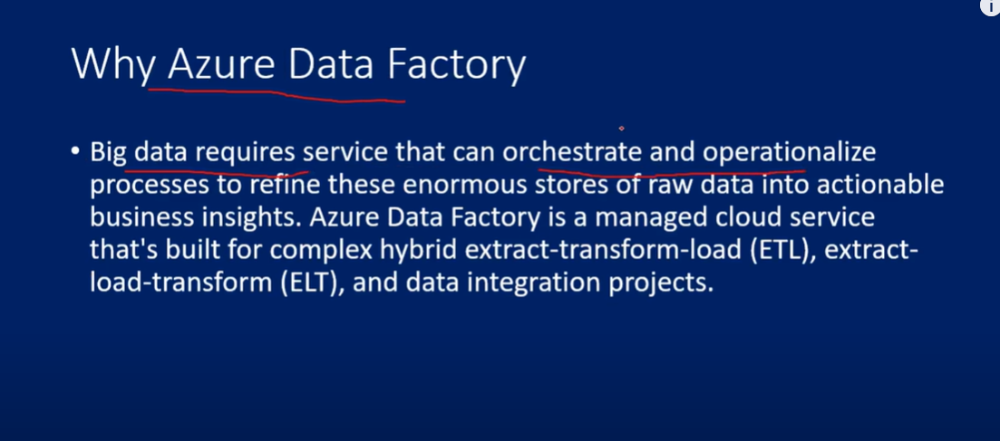 Why Azure Data Factory
• Big data requires service that can orchestrate and operationalize
processes to refine these enormous stores of raw data into actionable
business insights. Azure Data Factory is a managed cloud service
that's built for complex hybrid extract-transform-load (ETL), extract-
load-transform (ELT), and data integration projects.